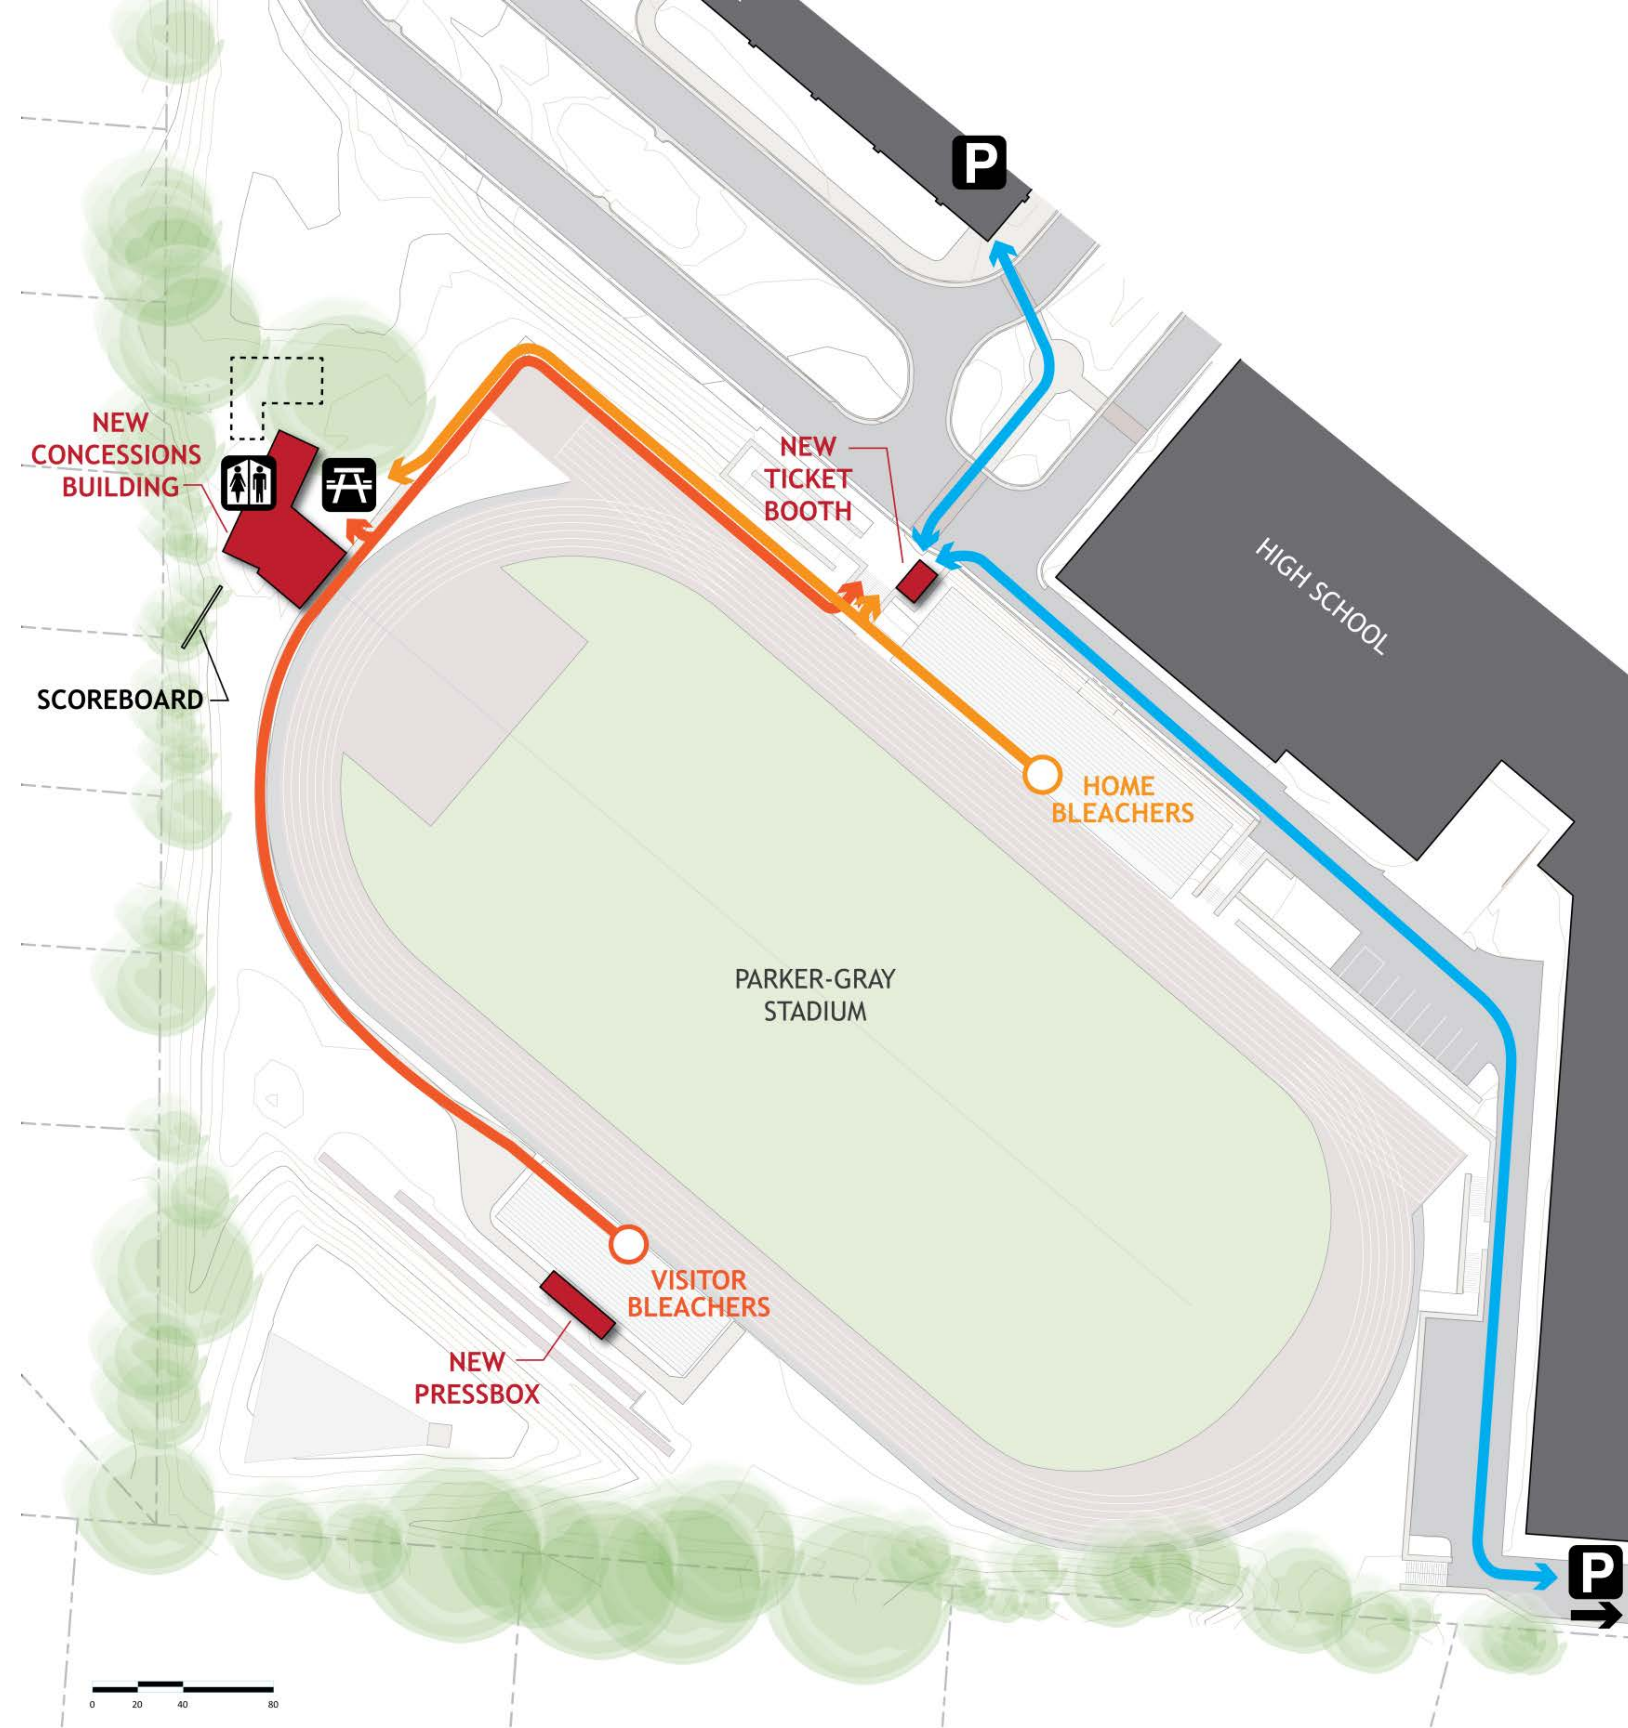 P
NEW
CONCESSIONS
BUILDING
NEW
TICKET
BOOTH
HIGH SCHOOL
SCOREBOARD
HOME
BLEACHERS
PARKER-GRAY
STADIUM
VISITOR
BLEACHERS
NEW
PRESSBOX
P
0 20 40 80